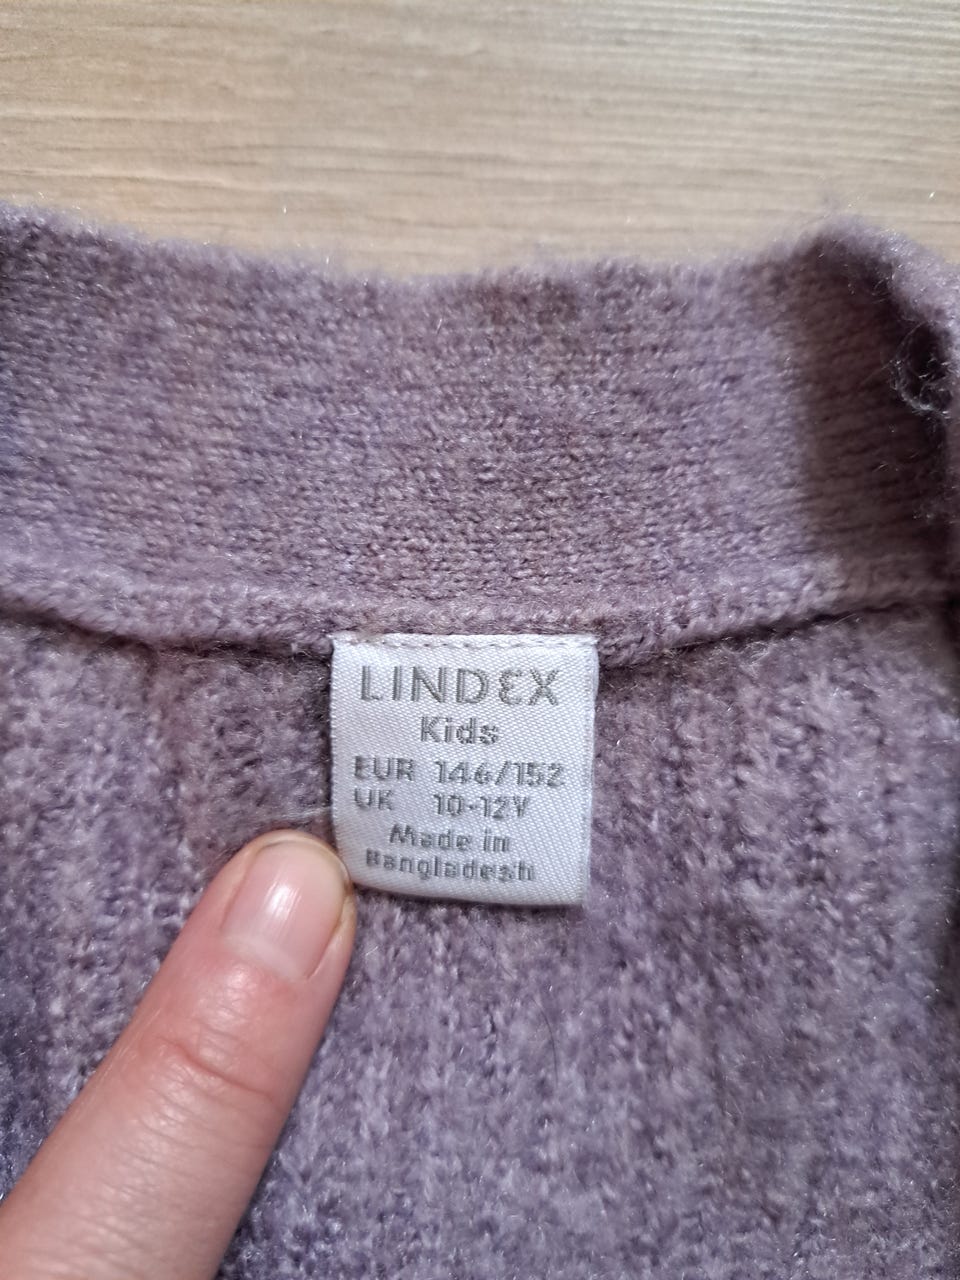 LINDEX
Kids
EUR 146/152
UK 10-12Y
Made in
Bangladesh